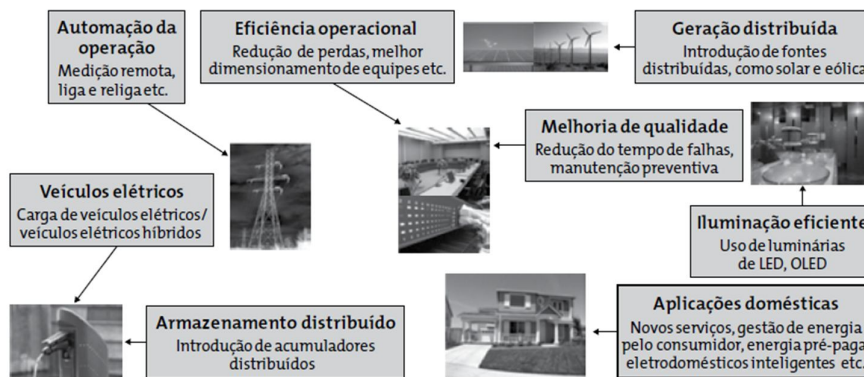 Automação da
operação
Medição remota,
liga e religa etc.
Eficiência operacional
Redução de perdas, melhor
dimensionamento de equipes etc.
Geração distribuída
Introdução de fontes
distribuídas, como solar e eólica
Melhoria de qualidade
Redução do tempo de falhas,
manutenção preventiva
Veículos elétricos
Carga de veículos elétricos/
veículos elétricos híbridos
Iluminação eficiente
Uso de luminárias
de LED, OLED
Armazenamento distribuído
Introdução de acumuladores
distribuídos
Aplicações domésticas
Novos serviços, gestão de energia
pelo consumidor, energia pré-paga,
eletrodomésticos inteligentes etc.